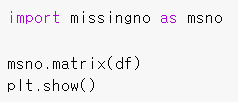 import missingno as msno
msno.matrix(df)
plt.show()